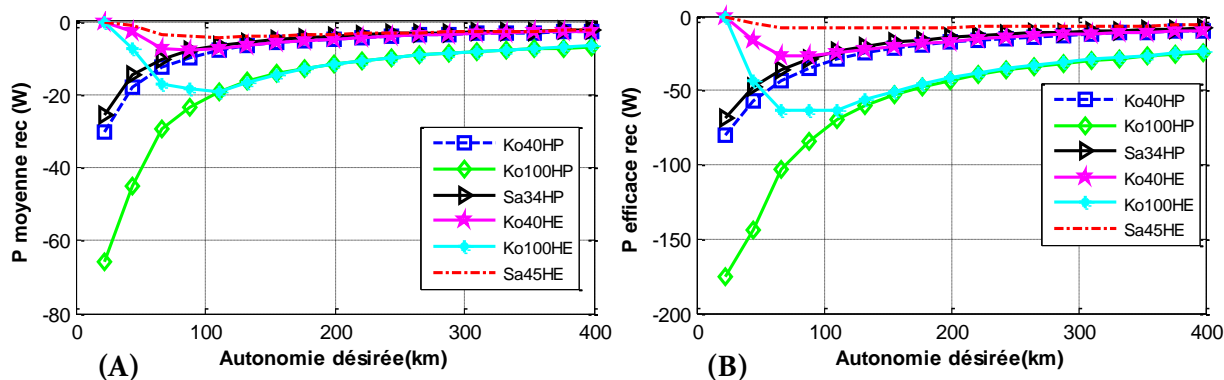 P moyenne rec (W)
0
-20
-40
-60
-80
0
100
200
300
400
Autonomie désirée(km)
Ko40HP
Ko100HP
Sa34HP
Ko40HE
Ko100HE
Sa45HE
(A)
P efficace rec (W)
0
-50
-100
-150
-200
0
100
200
300
400
Autonomie désirée(km)
Ko40HP
Ko100HP
Sa34HP
Ko40HE
Ko100HE
Sa45HE
(B)